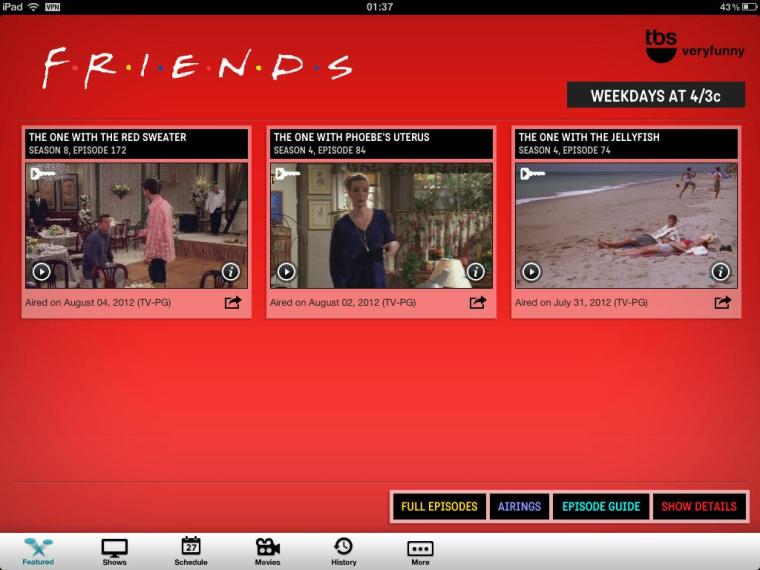 iPad VPN 01:37 43%
F·R·I·E·N·D·S
tbs
veryfunny
WEEKDAYS AT 4/3c
THE ONE WITH THE RED SWEATER
SEASON 8, EPISODE 172
Aired on August 04, 2012 (TV-PG)
THE ONE WITH PHOEBE'S UTERUS
SEASON 4, EPISODE 84
Aired on August 02, 2012 (TV-PG)
THE ONE WITH THE JELLYFISH
SEASON 4, EPISODE 74
Aired on July 31, 2012 (TV-PG)
FULL EPISODES AIRINGS EPISODE GUIDE SHOW DETAILS
27
Featured Shows Schedule Movies History More